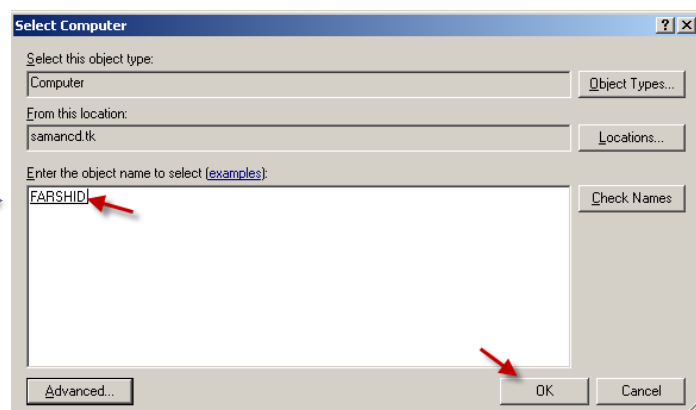 Select Computer
Select this object type:
Computer
Object Types...
From this location:
samancd.tk
Locations...
Enter the object name to select (examples):
FARSHID
Check Names
Advanced...
OK
Cancel